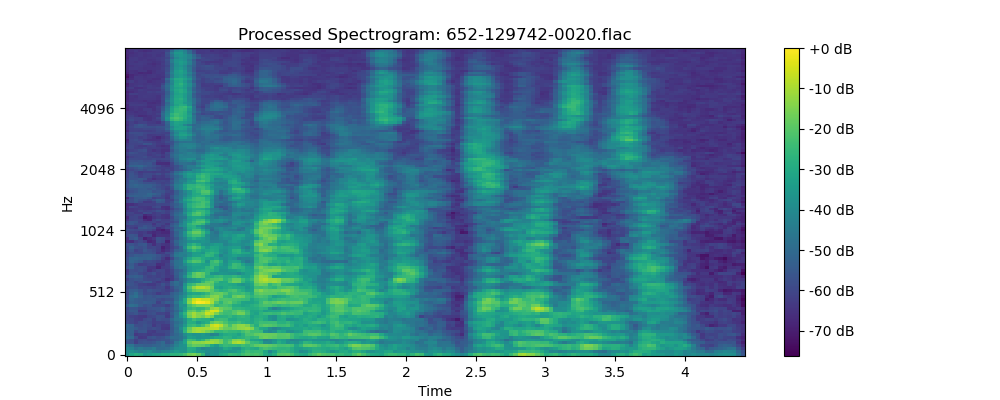 Processed Spectrogram: 652-129742-0020.flac
Hz
4096
2048
1024
512
0
0 0.5 1 1.5 2 2.5 3 3.5 4
Time
+0 dB
-10 dB
-20 dB
-30 dB
-40 dB
-50 dB
-60 dB
-70 dB